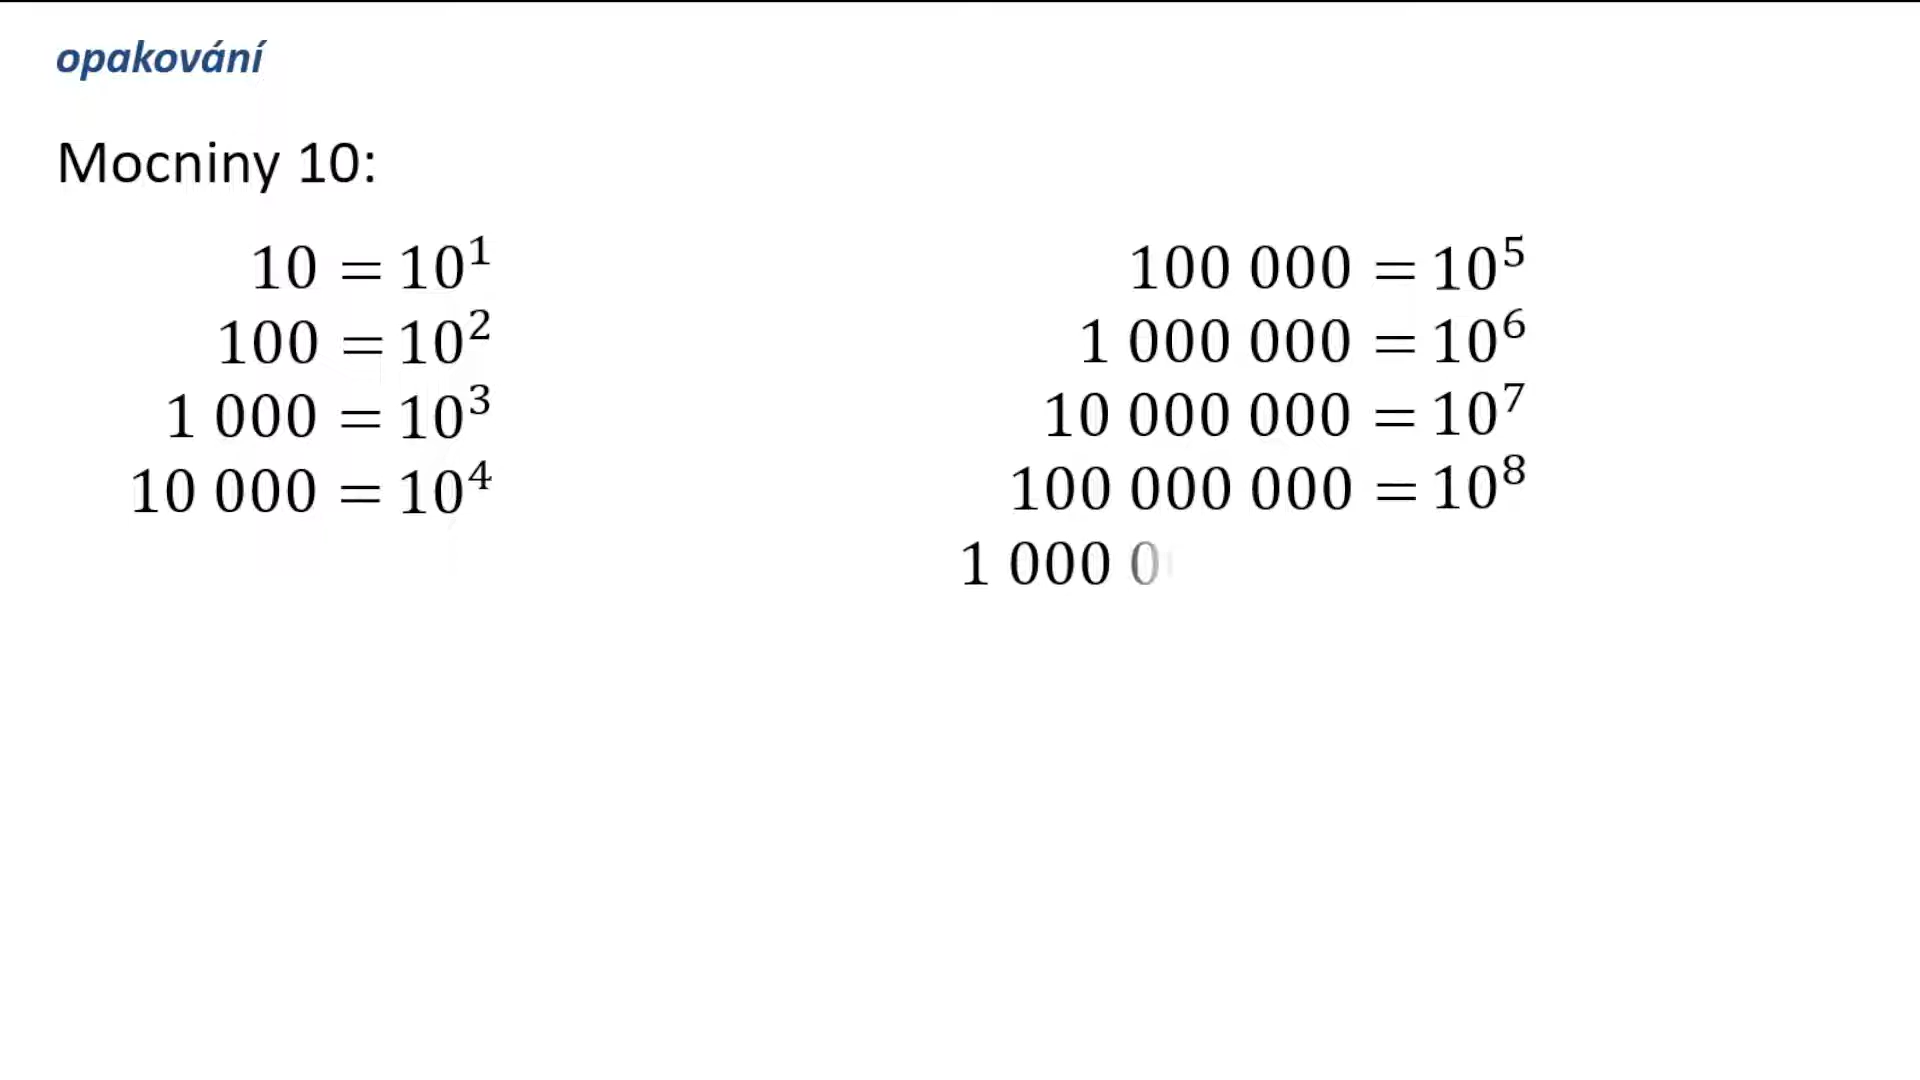 opakování
Mocniny 10:
10 = 10¹
100 = 10²
1 000 = 10³
10 000 = 10⁴
100 000 = 10⁵
1 000 000 = 10⁶
10 000 000 = 10⁷
100 000 000 = 10⁸
1 000 0